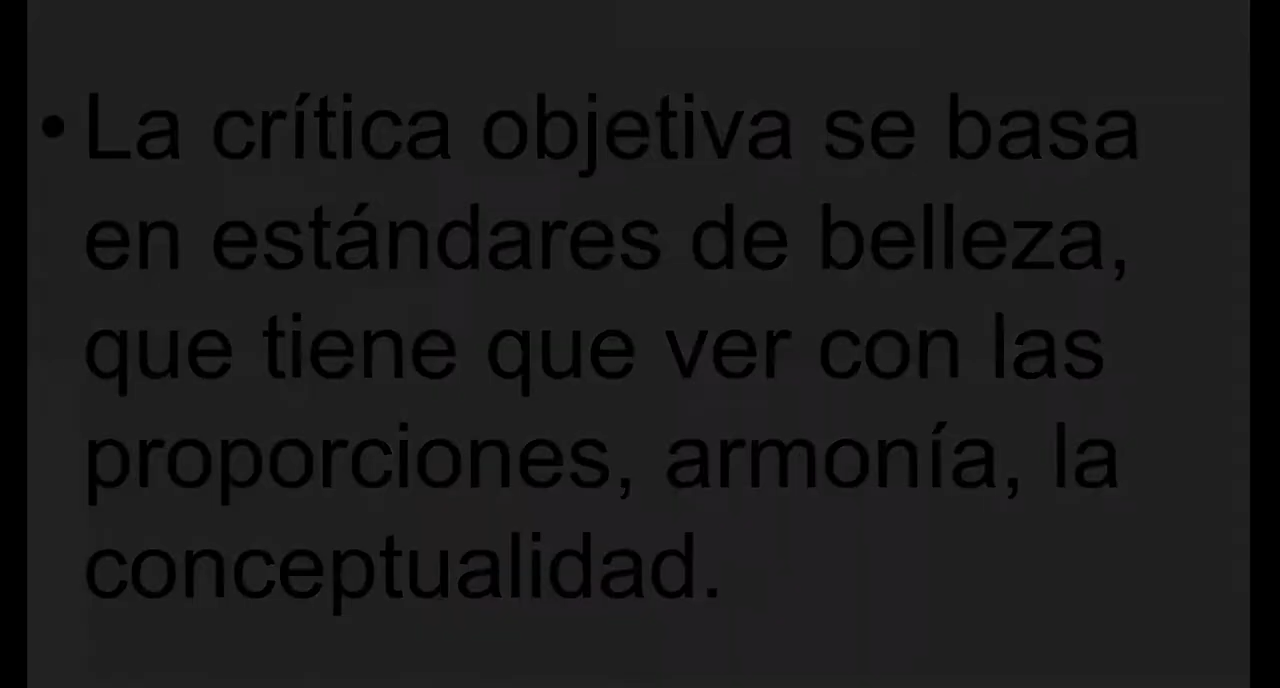 • La crítica objetiva se basa
en estándares de belleza,
que tiene que ver con las
proporciones, armonía, la
conceptualidad.